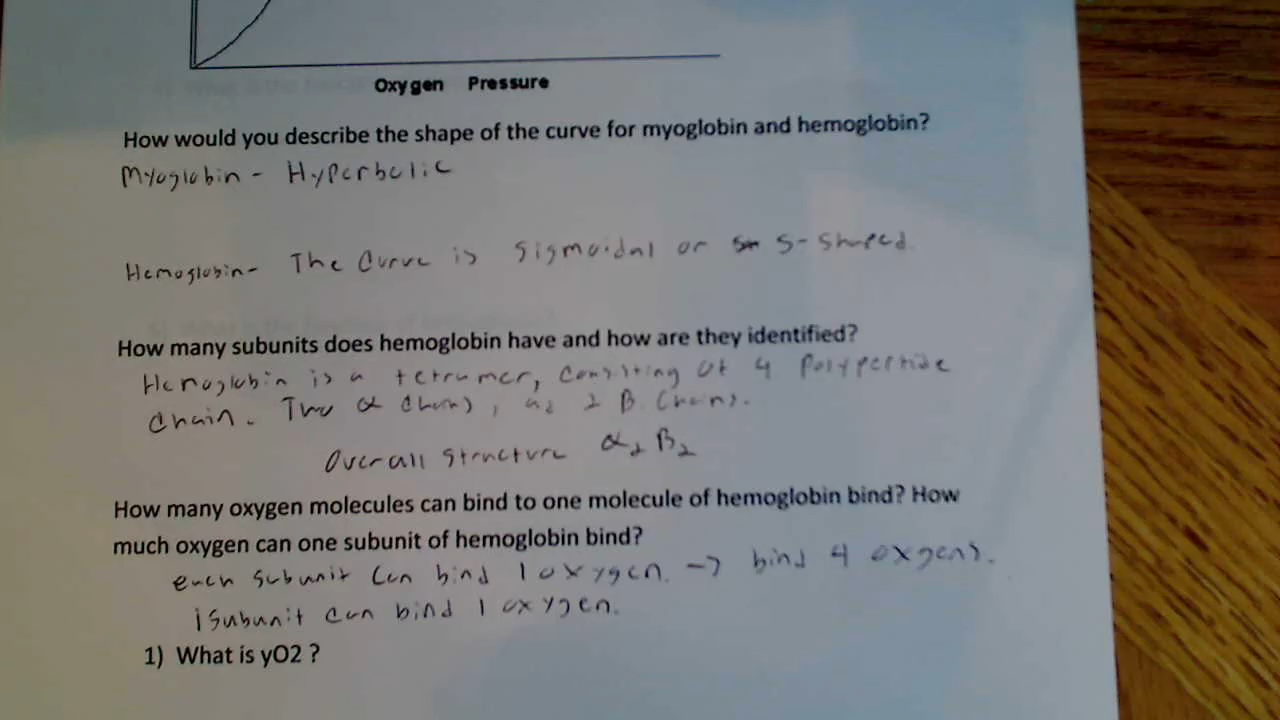 Oxygen Pressure
How would you describe the shape of the curve for myoglobin and hemoglobin?
Myoglobin - Hyperbolic
Hemoglobin- The Curve is Sigmoidal or S-shaped.
How many subunits does hemoglobin have and how are they identified?
Hemoglobin is a tetramer, consisting of 4 Polypeptide
Chain. Two α Chains, 2 β Chains.
Overall Structure α₂β₂
How many oxygen molecules can bind to one molecule of hemoglobin bind? How
much oxygen can one subunit of hemoglobin bind?
each Subunit Can bind 1 oxygen. → bind 4 oxgens.
1 Subunit Can bind 1 oxygen.
1) What is yO2 ?